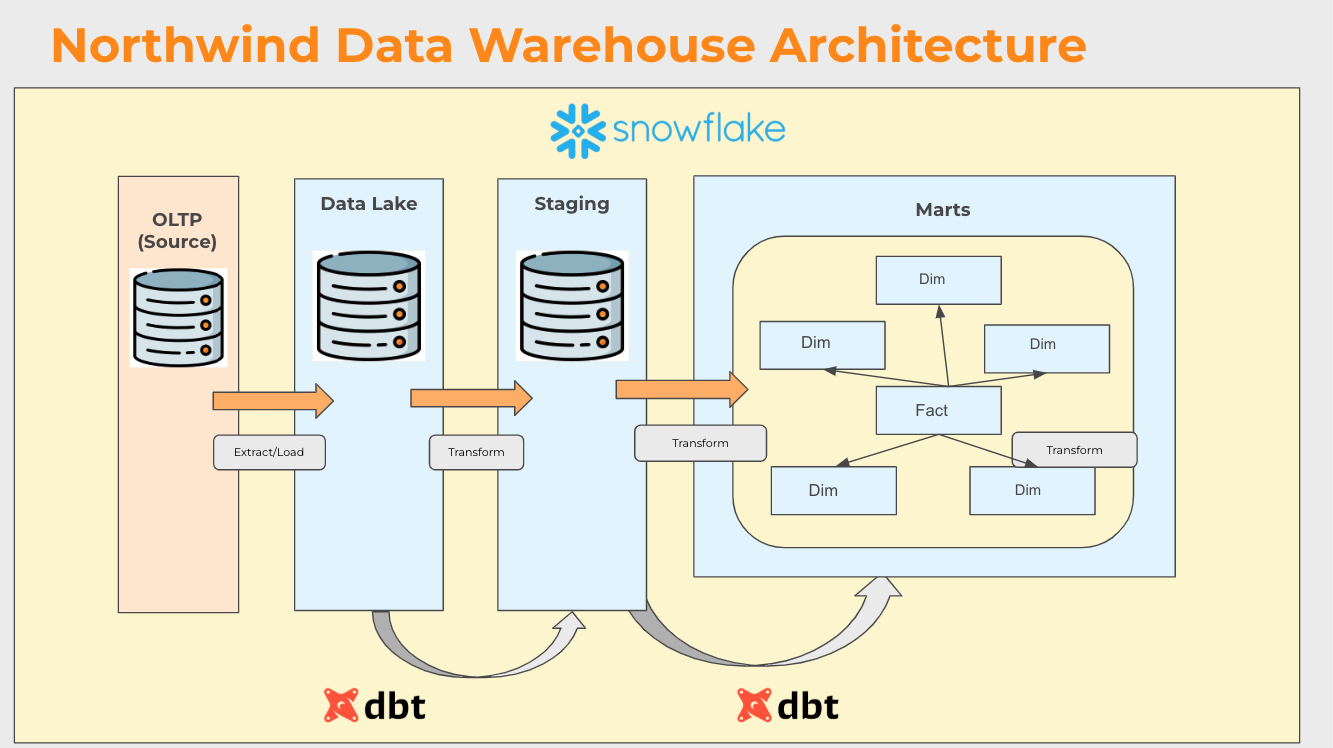 Northwind Data Warehouse Architecture
snowflake
OLTP
(Source)
Data Lake
Staging
Marts
Dim
Dim
Dim
Fact
Extract/Load
Transform
Transform
Transform
Dim
Dim
dbt
dbt